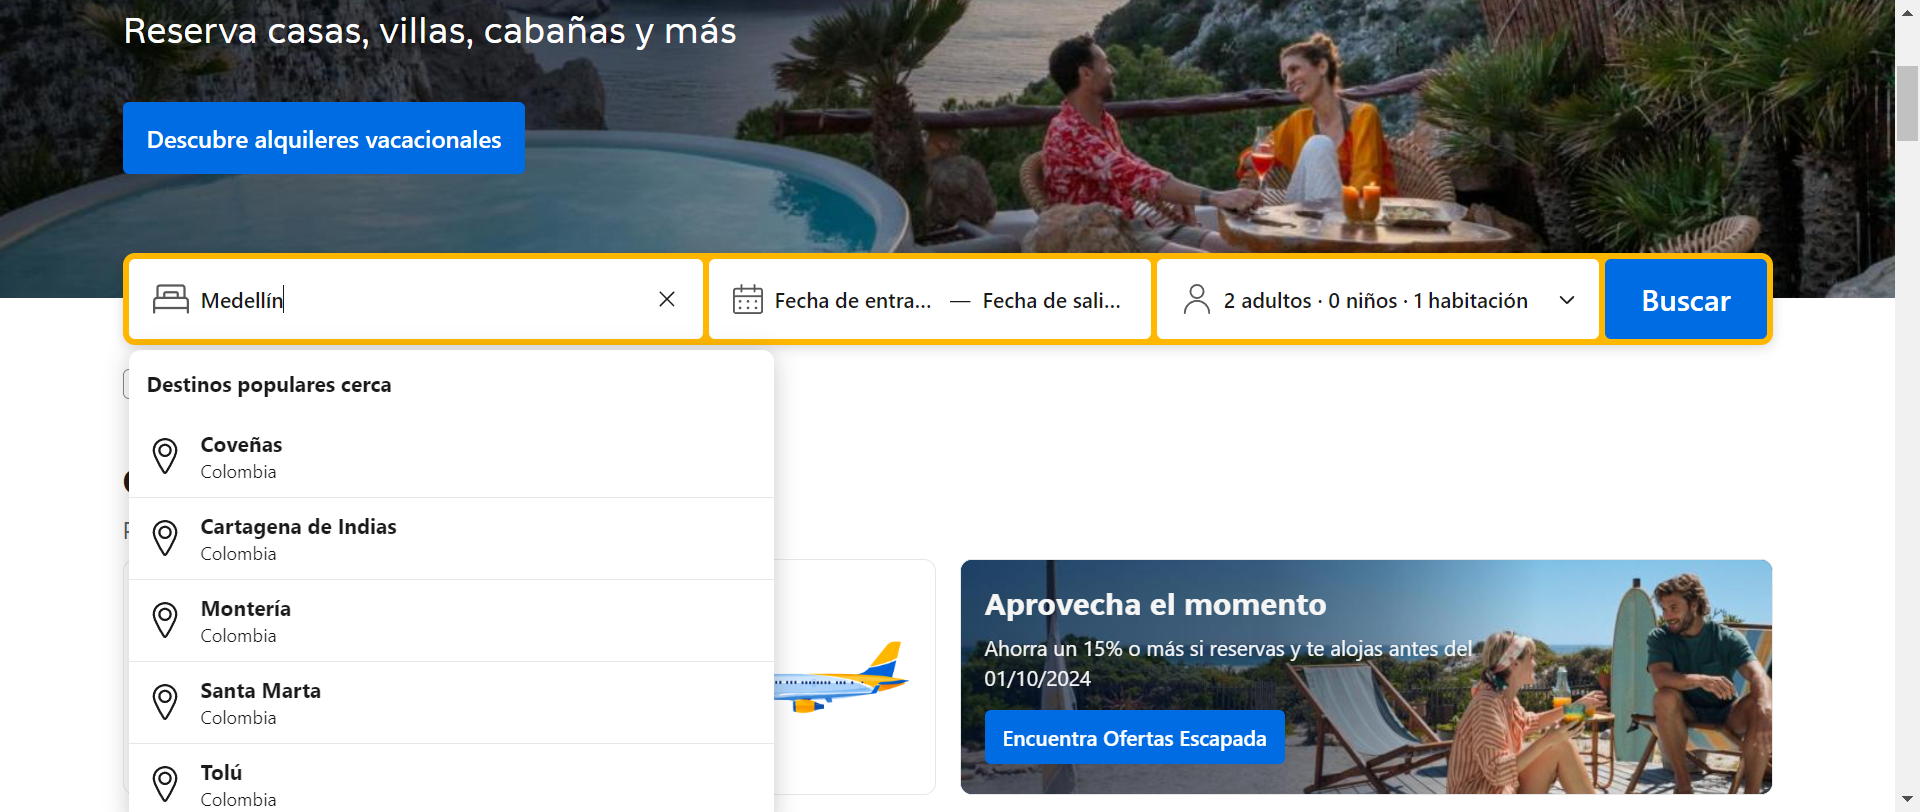 Reserva casas, villas, cabañas y más
Descubre alquileres vacacionales
Medellín
Fecha de entra... — Fecha de sali...
2 adultos · 0 niños · 1 habitación
Buscar
Destinos populares cerca
Coveñas
Colombia
Cartagena de Indias
Colombia
Montería
Colombia
Santa Marta
Colombia
Tolú
Colombia
Aprovecha el momento
Ahorra un 15% o más si reservas y te alojas antes del
01/10/2024
Encuentra Ofertas Escapada